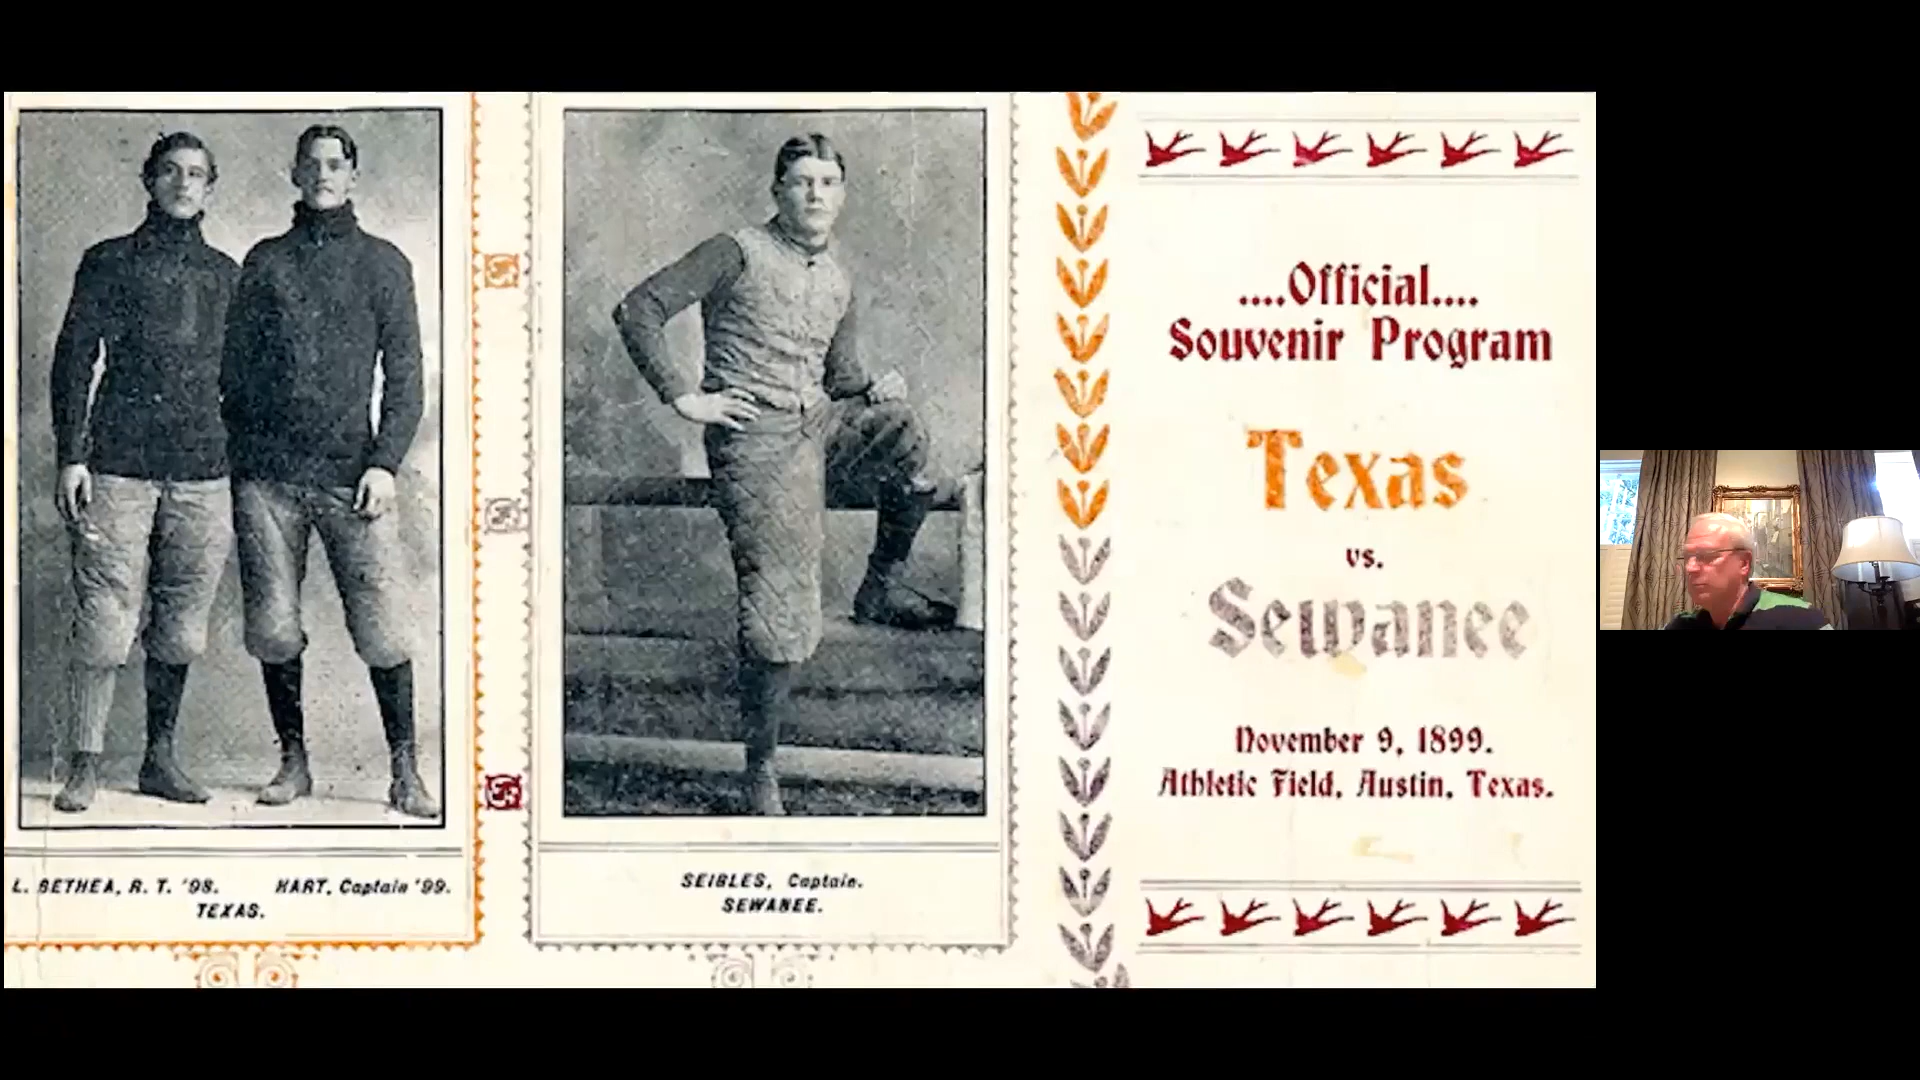 L. BETHEA, R. T. '98. HART, Captain '99.
TEXAS.
SEIBLES, Captain.
SEWANEE.
....Official....
Souvenir Program
Texas
vs.
Sewanee
November 9, 1899.
Athletic Field, Austin, Texas.